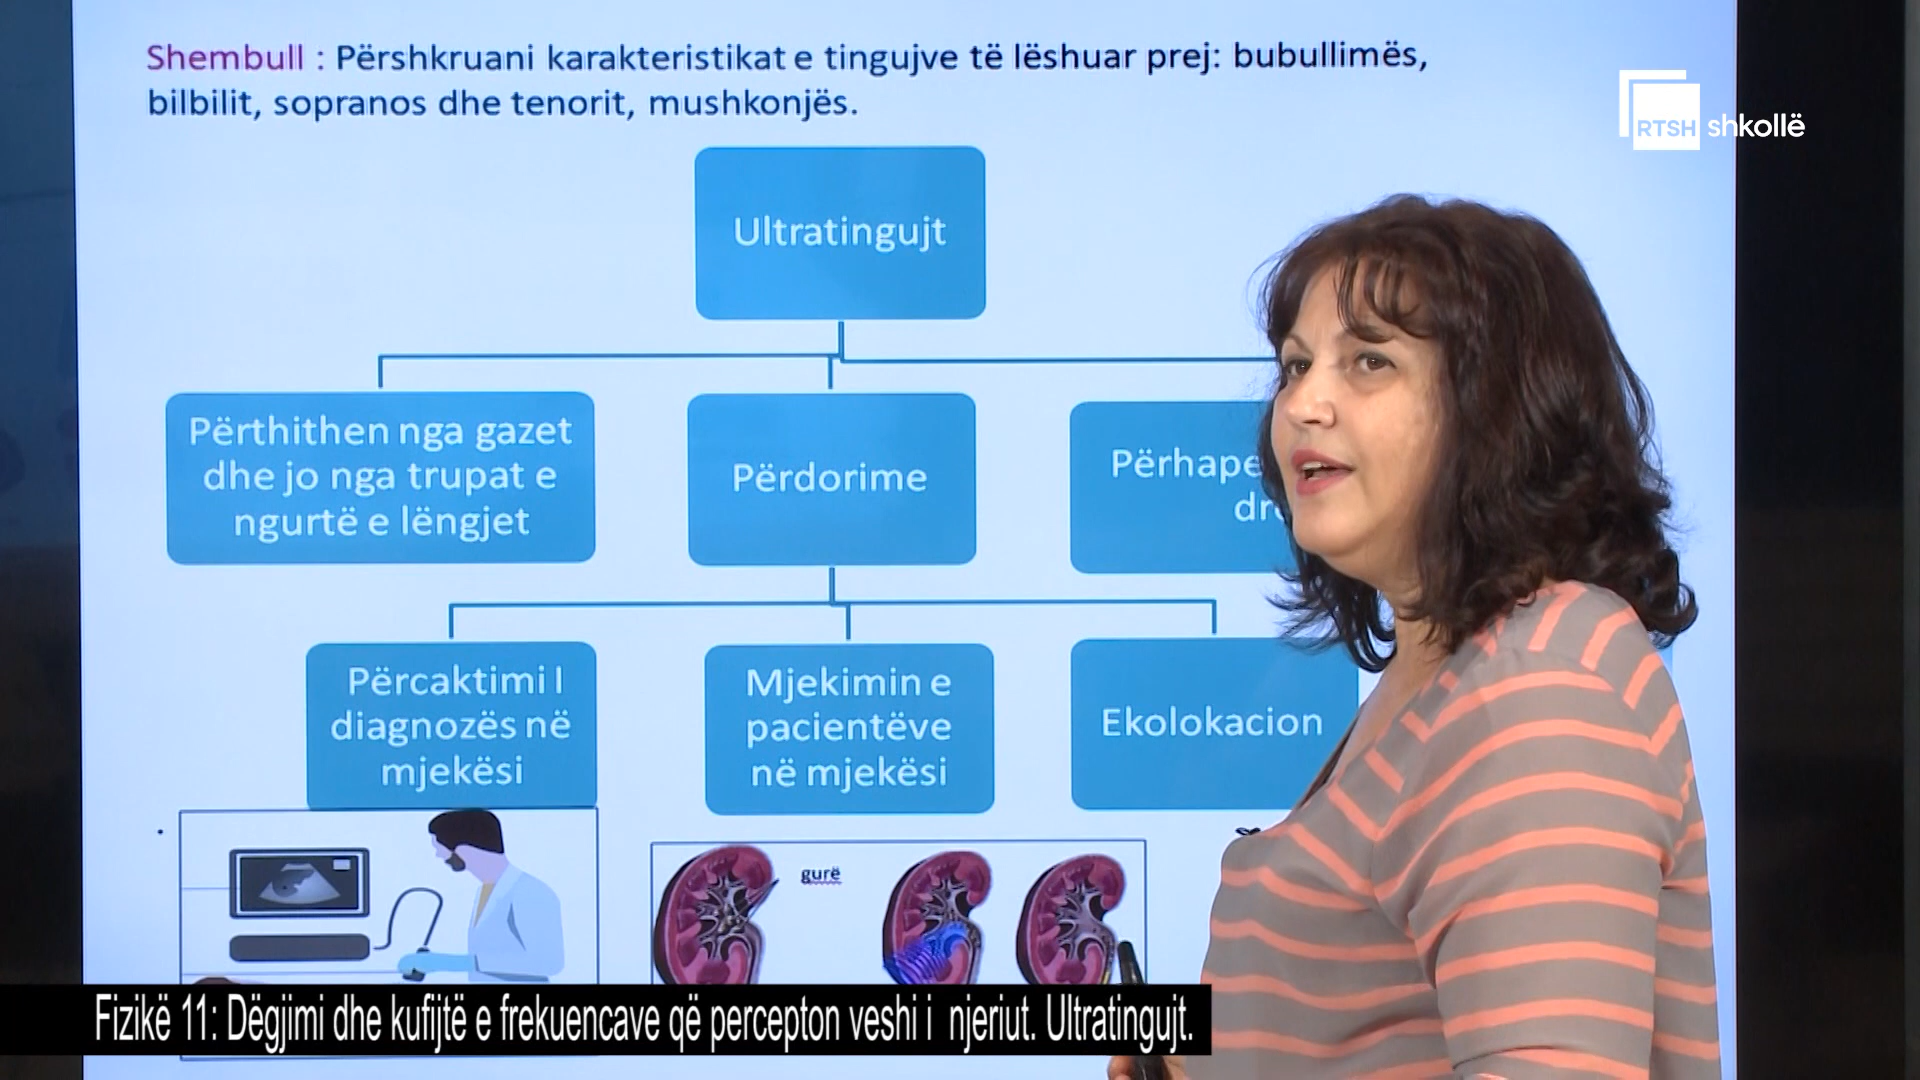 Shembull : Përshkruani karakteristikat e tingujve të lëshuar prej: bubullimës,
bilbilit, sopranos dhe tenorit, mushkonjës.
RTSH shkollë
Ultratingujt
Përthithen nga gazet
dhe jo nga trupat e
ngurtë e lëngjet
Përdorime
Përcaktimi I
diagnozës në
mjekësi
Mjekimin e
pacientëve
në mjekësi
Ekolokacion
gurë
Fizikë 11: Dëgjimi dhe kufijtë e frekuencave që percepton veshi i njeriut. Ultratingujt.